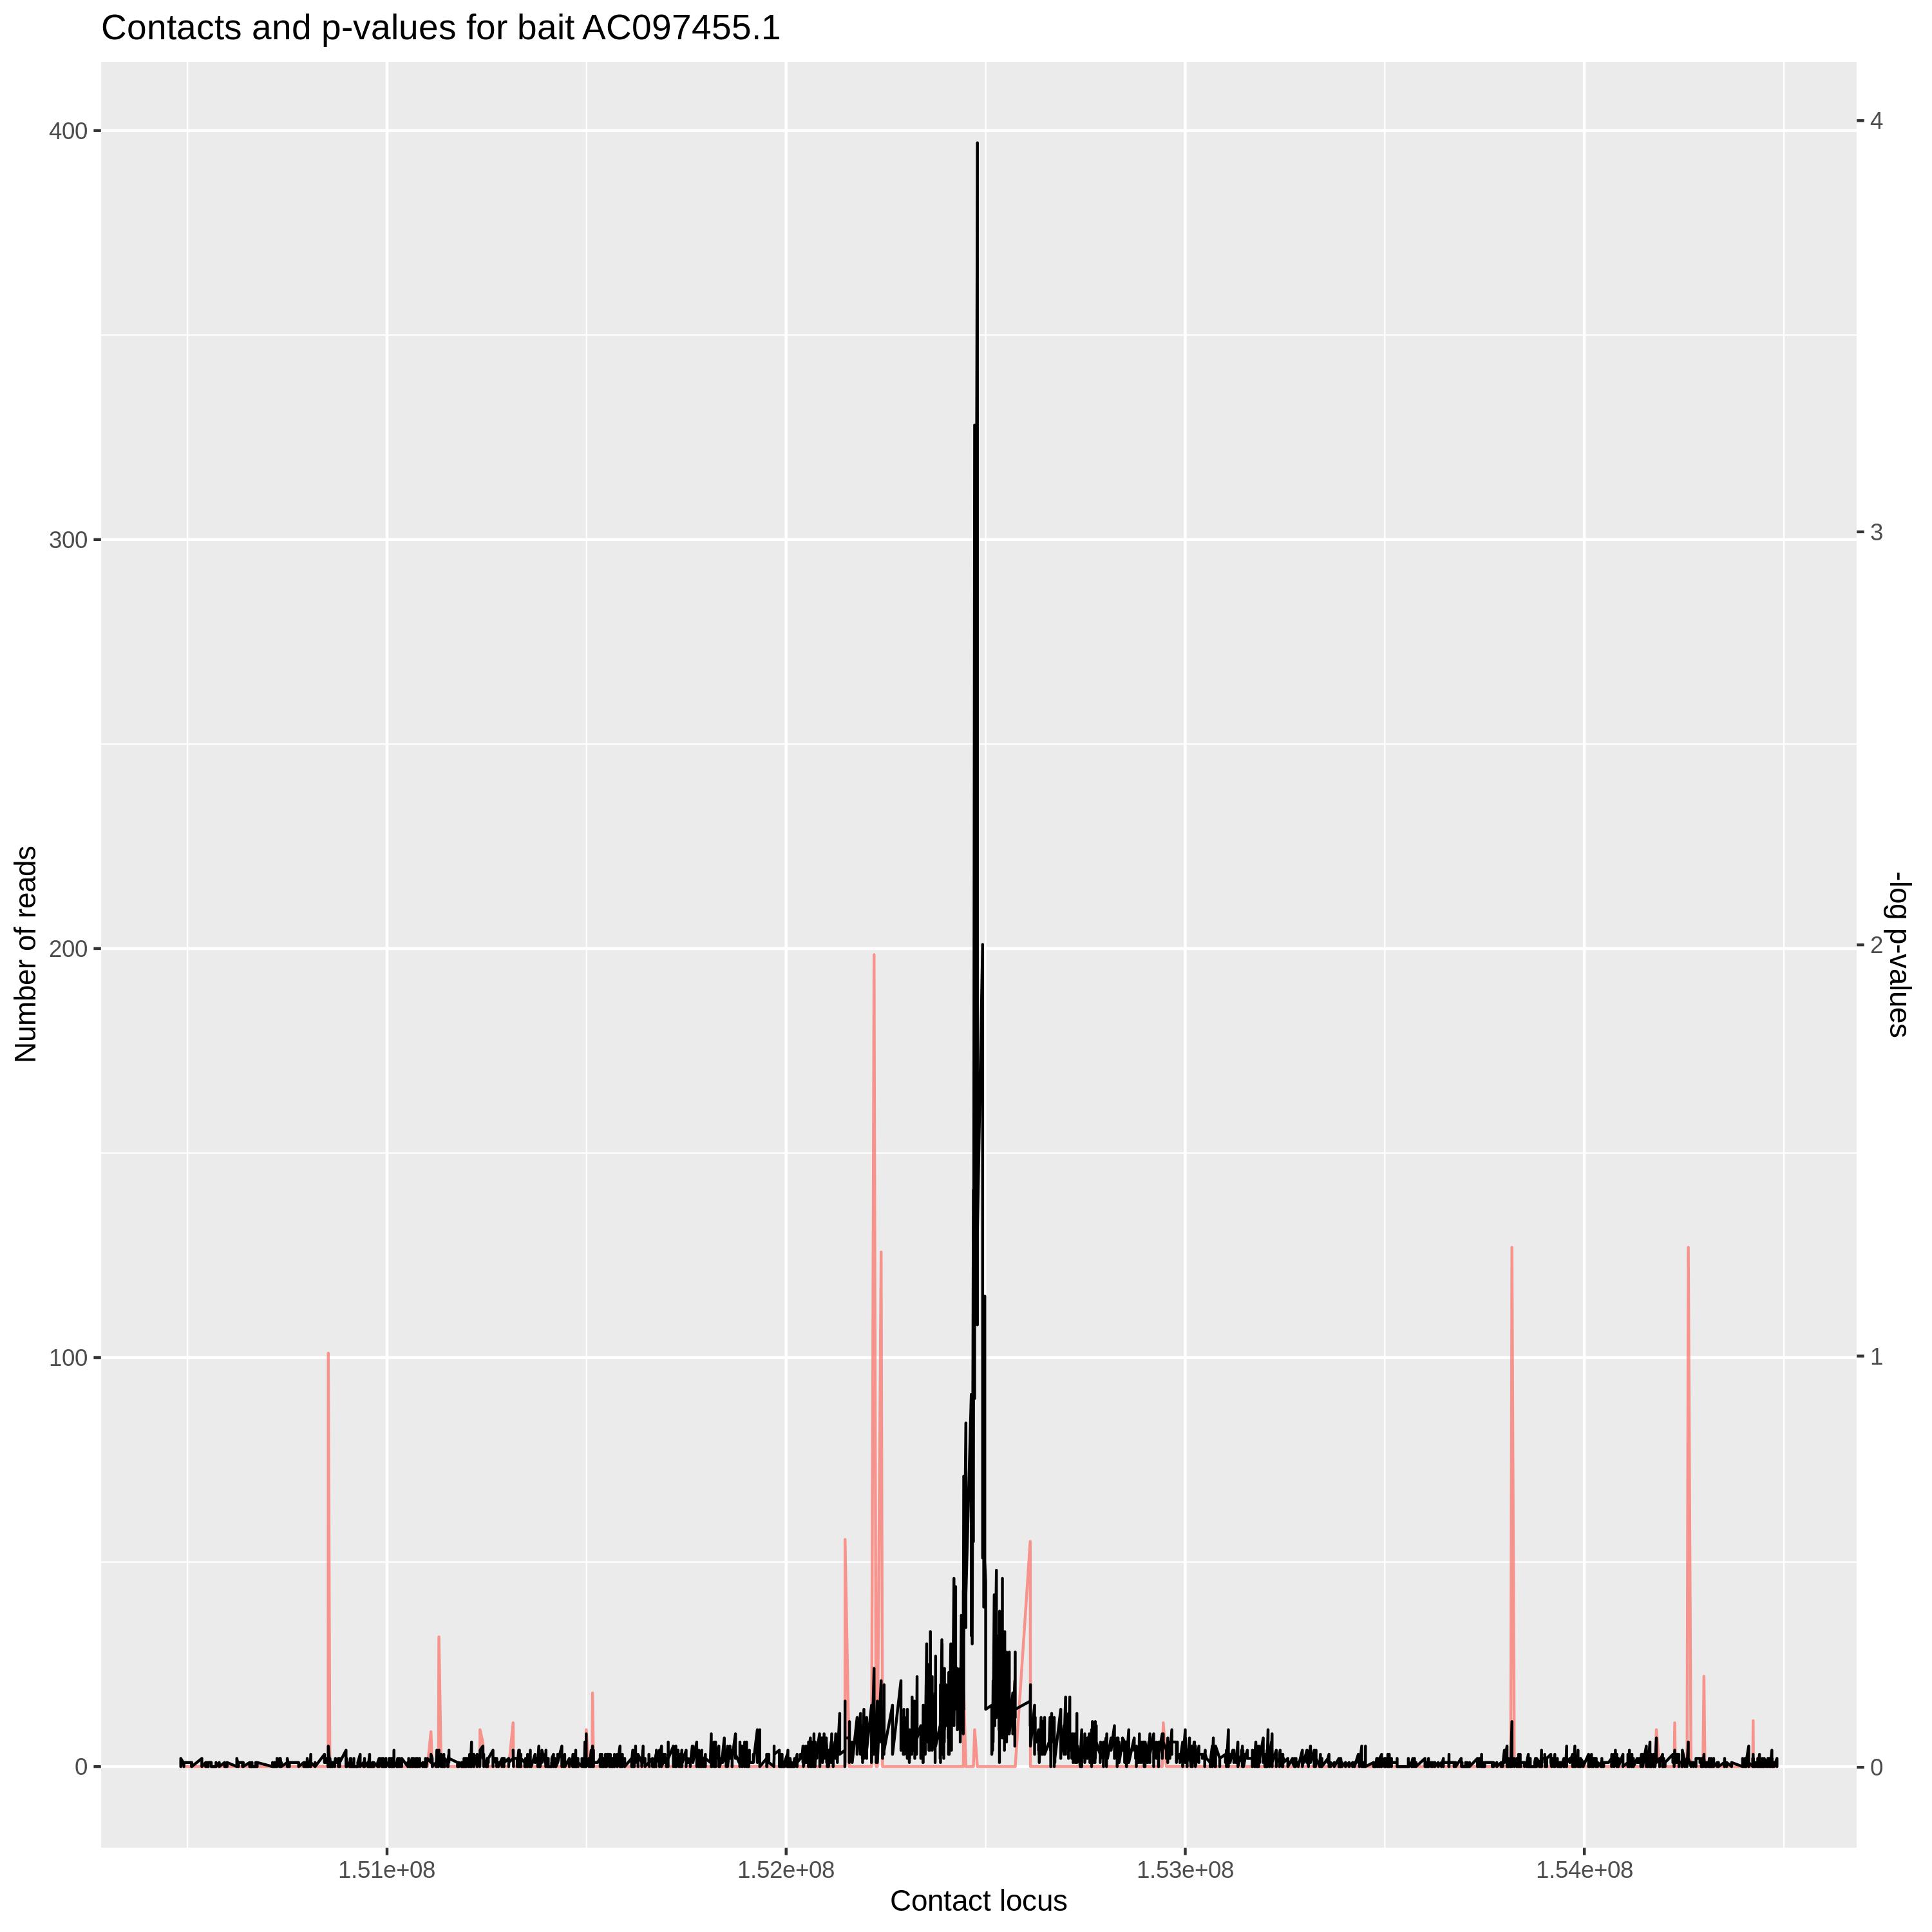 Contacts and p-values for bait AC097455.1
Number of reads
400
300
200
100
0
4
3
2
1
0
-log p-values
1.51e+08
1.52e+08
1.53e+08
1.54e+08
Contact locus